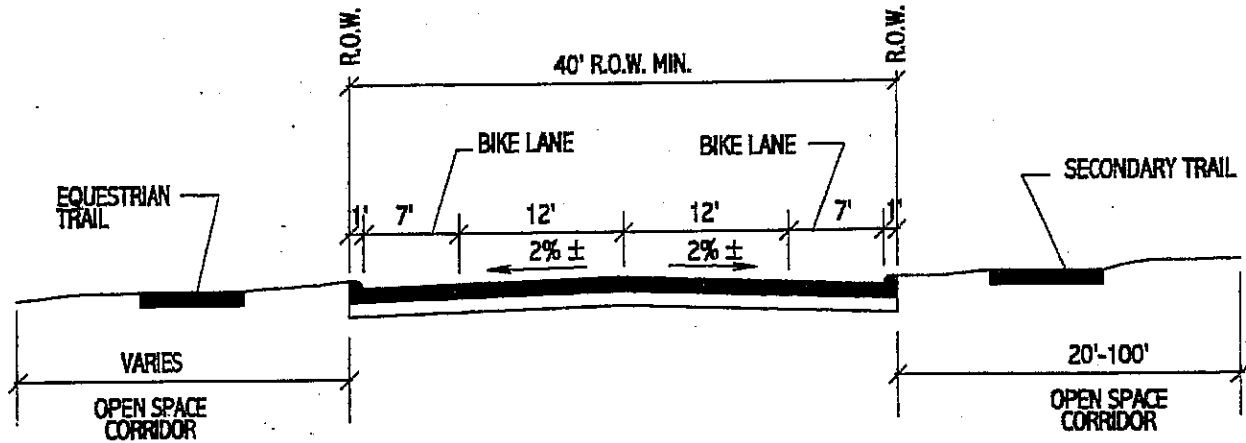 R.O.W.
R.O.W.
40' R.O.W. MIN.
BIKE LANE
BIKE LANE
EQUESTRIAN
TRAIL
SECONDARY TRAIL
1' 7' 12' 12' 7' 1'
2% ± 2% ±
VARIES
20'-100'
OPEN SPACE
CORRIDOR
OPEN SPACE
CORRIDOR